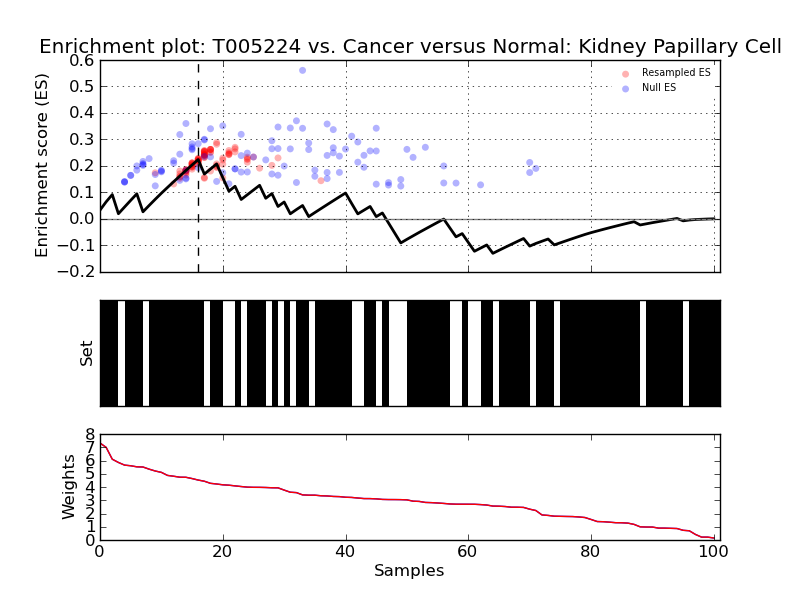 Enrichment plot: T005224 vs. Cancer versus Normal: Kidney Papillary Cell
0.6
0.5
0.4
0.3
0.2
0.1
0.0
−0.1
−0.2
Enrichment score (ES)
Resampled ES
Null ES
Set
8
7
6
5
4
3
2
1
0
Weights
0 20 40 60 80 100
Samples